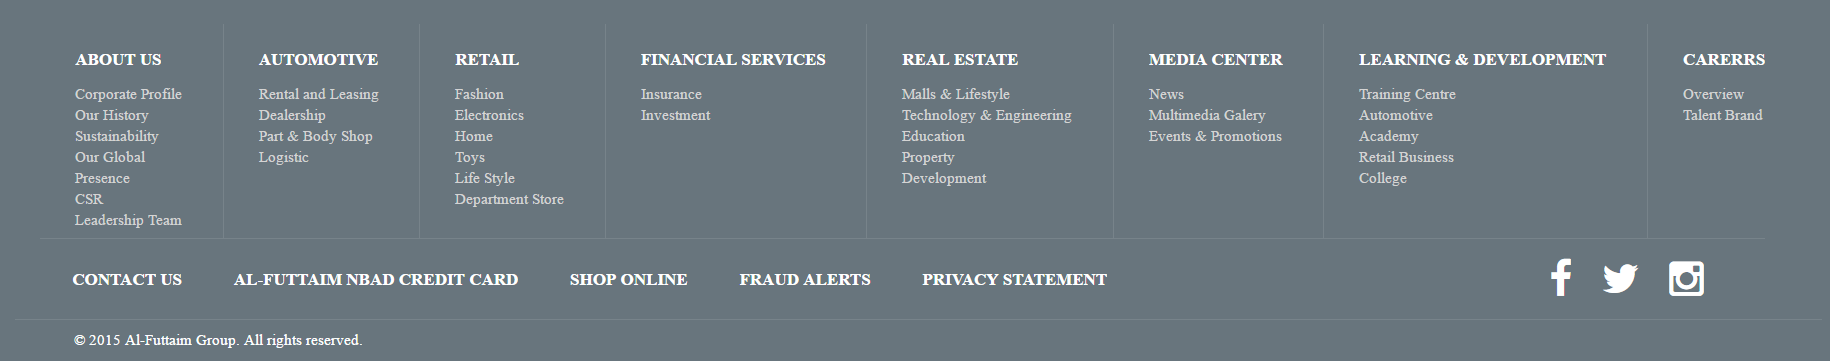 ABOUT US
Corporate Profile
Our History
Sustainability
Our Global
Presence
CSR
Leadership Team
AUTOMOTIVE
Rental and Leasing
Dealership
Part & Body Shop
Logistic
RETAIL
Fashion
Electronics
Home
Toys
Life Style
Department Store
FINANCIAL SERVICES
Insurance
Investment
REAL ESTATE
Malls & Lifestyle
Technology & Engineering
Education
Property
Development
MEDIA CENTER
News
Multimedia Galery
Events & Promotions
LEARNING & DEVELOPMENT
Training Centre
Automotive
Academy
Retail Business
College
CARERRS
Overview
Talent Brand
CONTACT US AL-FUTTAIM NBAD CREDIT CARD SHOP ONLINE FRAUD ALERTS PRIVACY STATEMENT
© 2015 Al-Futtaim Group. All rights reserved.